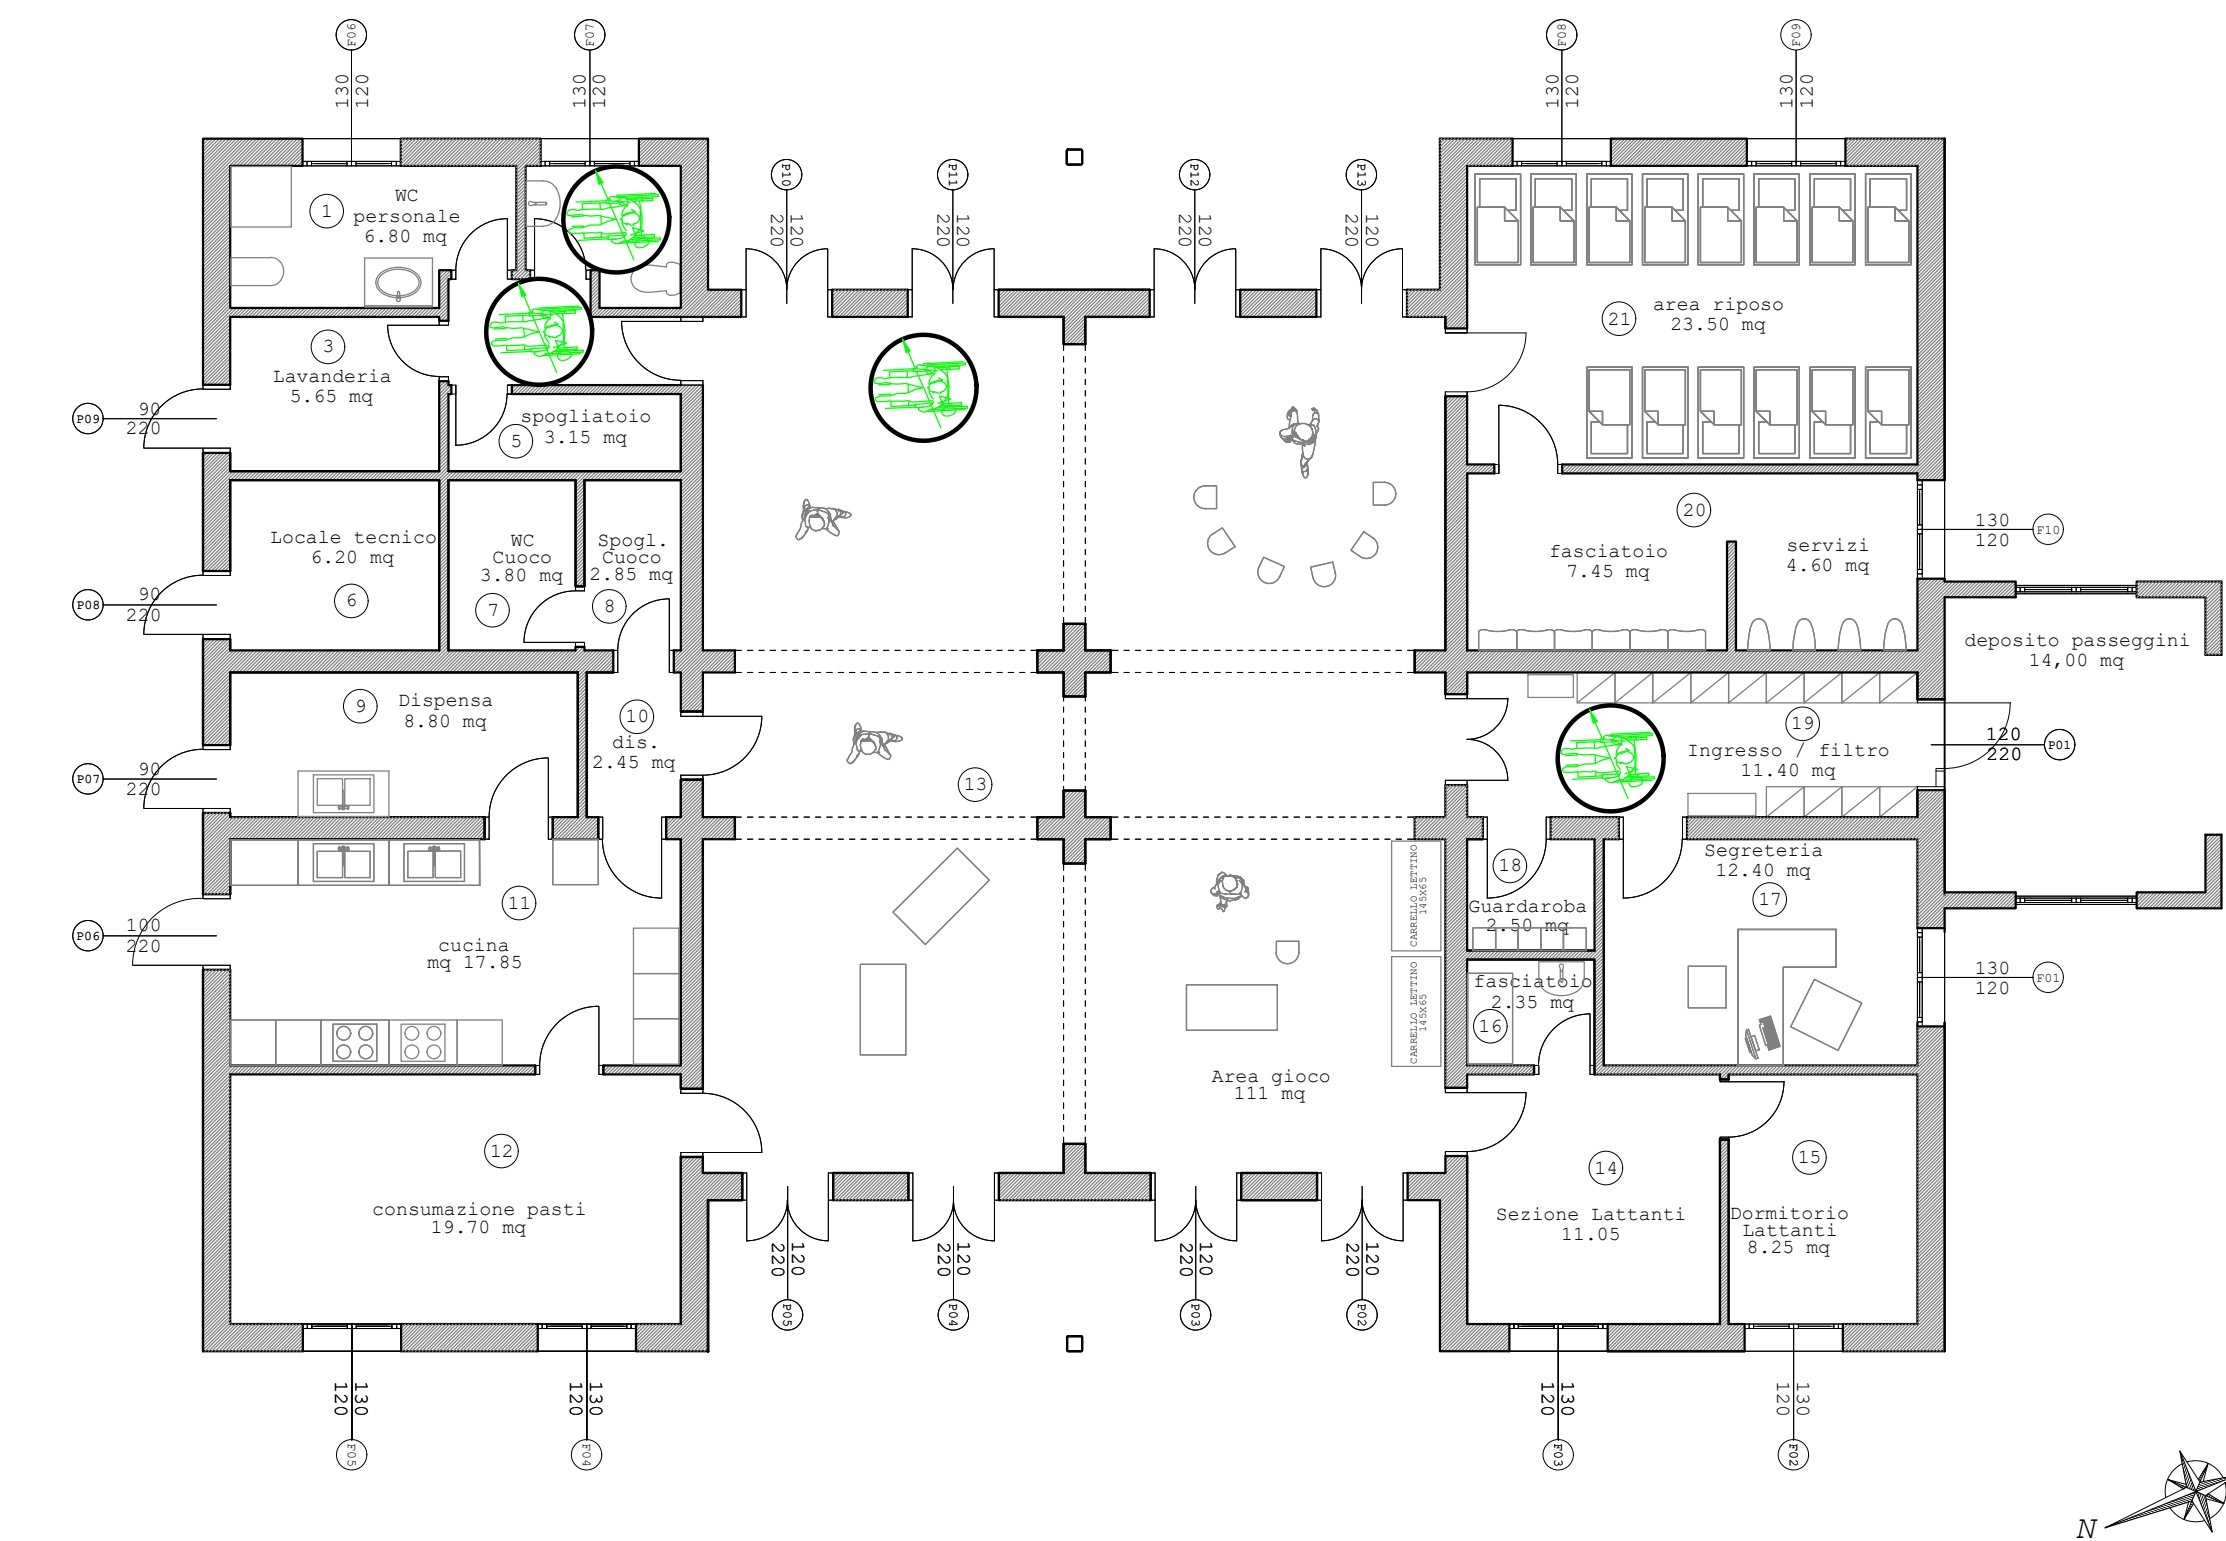 F06
130
120
F07
130
120
F08
130
120
F09
130
120
P10
120
220
P11
120
220
P12
120
220
P13
120
220
1
WC
personale
6.80 mq
3
Lavanderia
5.65 mq
P09
90
220
spogliatoio
3.15 mq
5
21
area riposo
23.50 mq
Locale tecnico
6.20 mq
6
P08
90
220
WC
Cuoco
3.80 mq
7
Spogl.
Cuoco
2.85 mq
8
20
fasciatoio
7.45 mq
servizi
4.60 mq
130
120
F10
deposito passeggini
14,00 mq
9
Dispensa
8.80 mq
P07
90
220
10
dis.
2.45 mq
13
19
Ingresso / filtro
11.40 mq
120
220
P01
P06
100
220
11
cucina
mq 17.85
CARRELLO LETTINO
145X65
CARRELLO LETTINO
145X65
18
Guardaroba
2.50 mq
Segreteria
12.40 mq
17
fasciatoio
2.35 mq
16
130
120
F01
Area gioco
111 mq
12
consumazione pasti
19.70 mq
14
Sezione Lattanti
11.05
15
Dormitorio
Lattanti
8.25 mq
120
220
P05
120
220
P04
120
220
P03
120
220
P02
130
120
F05
130
120
F04
130
120
F03
130
120
F02
N